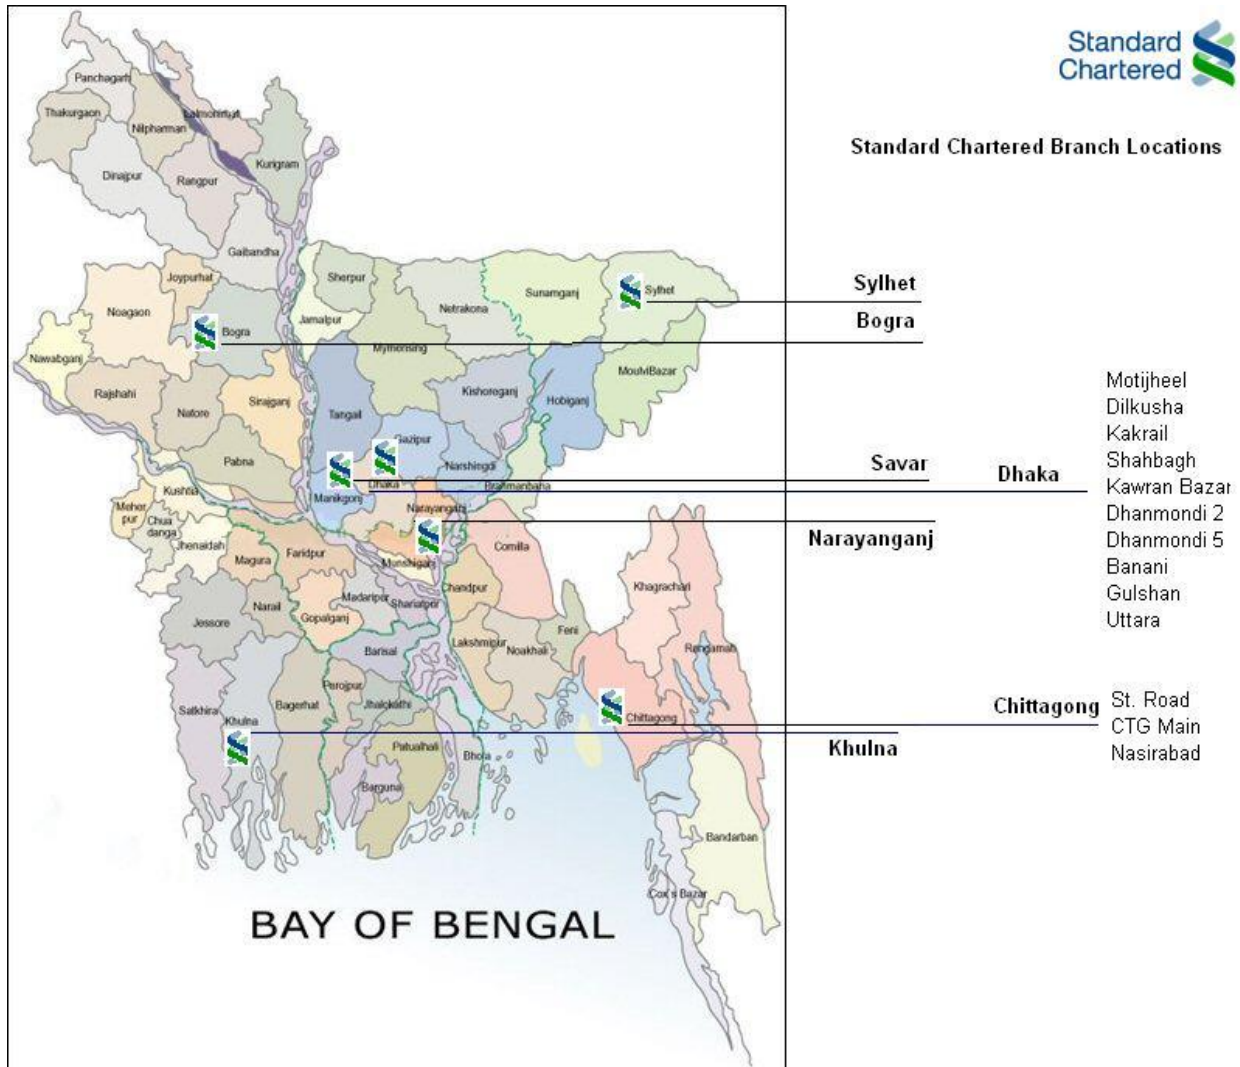 Standard
Chartered
Standard Chartered Branch Locations
Panchagarh
Thakurgaon
Nilphamari
Lalmonirhat
Kurigram
Dinajpur
Rangpur
Gaibandha
Joypurhat
Sherpur
Noagaon
Bogra
Jamalpur
Netrakona
Sunamganj
Sylhet
Sylhet
Bogra
Nawabganj
Mymensing
MoulviBazar
Rajshahi
Natore
Sirajganj
Tangail
Kishoreganj
Hobiganj
Motijheel
Dilkusha
Kakrail
Shahbagh
Kawran Bazar
Dhanmondi 2
Dhanmondi 5
Banani
Gulshan
Uttara
Gazipur
Pabna
Narshingdi
Savar
Dhaka
Dhaka
Manikgonj
Brahmanbaria
Kushtia
Meher
pur
Narayanganj
Narayanganj
Chua
danga
Jhenaidah
Magura
Faridpur
Munshiganj
Comilla
Chandpur
Khagrachari
Jessore
Narail
Gopalganj
Madaripur
Shariatpur
Lakshmipur
Noakhali
Feni
Barisal
Rangamati
Satkhira
Khulna
Bagerhat
Perojpur
Jhalokathi
Chittagong
Chittagong
St. Road
CTG Main
Nasirabad
Khulna
Patuakhali
Bhola
Barguna
Bandarban
Cox's Bazar
BAY OF BENGAL